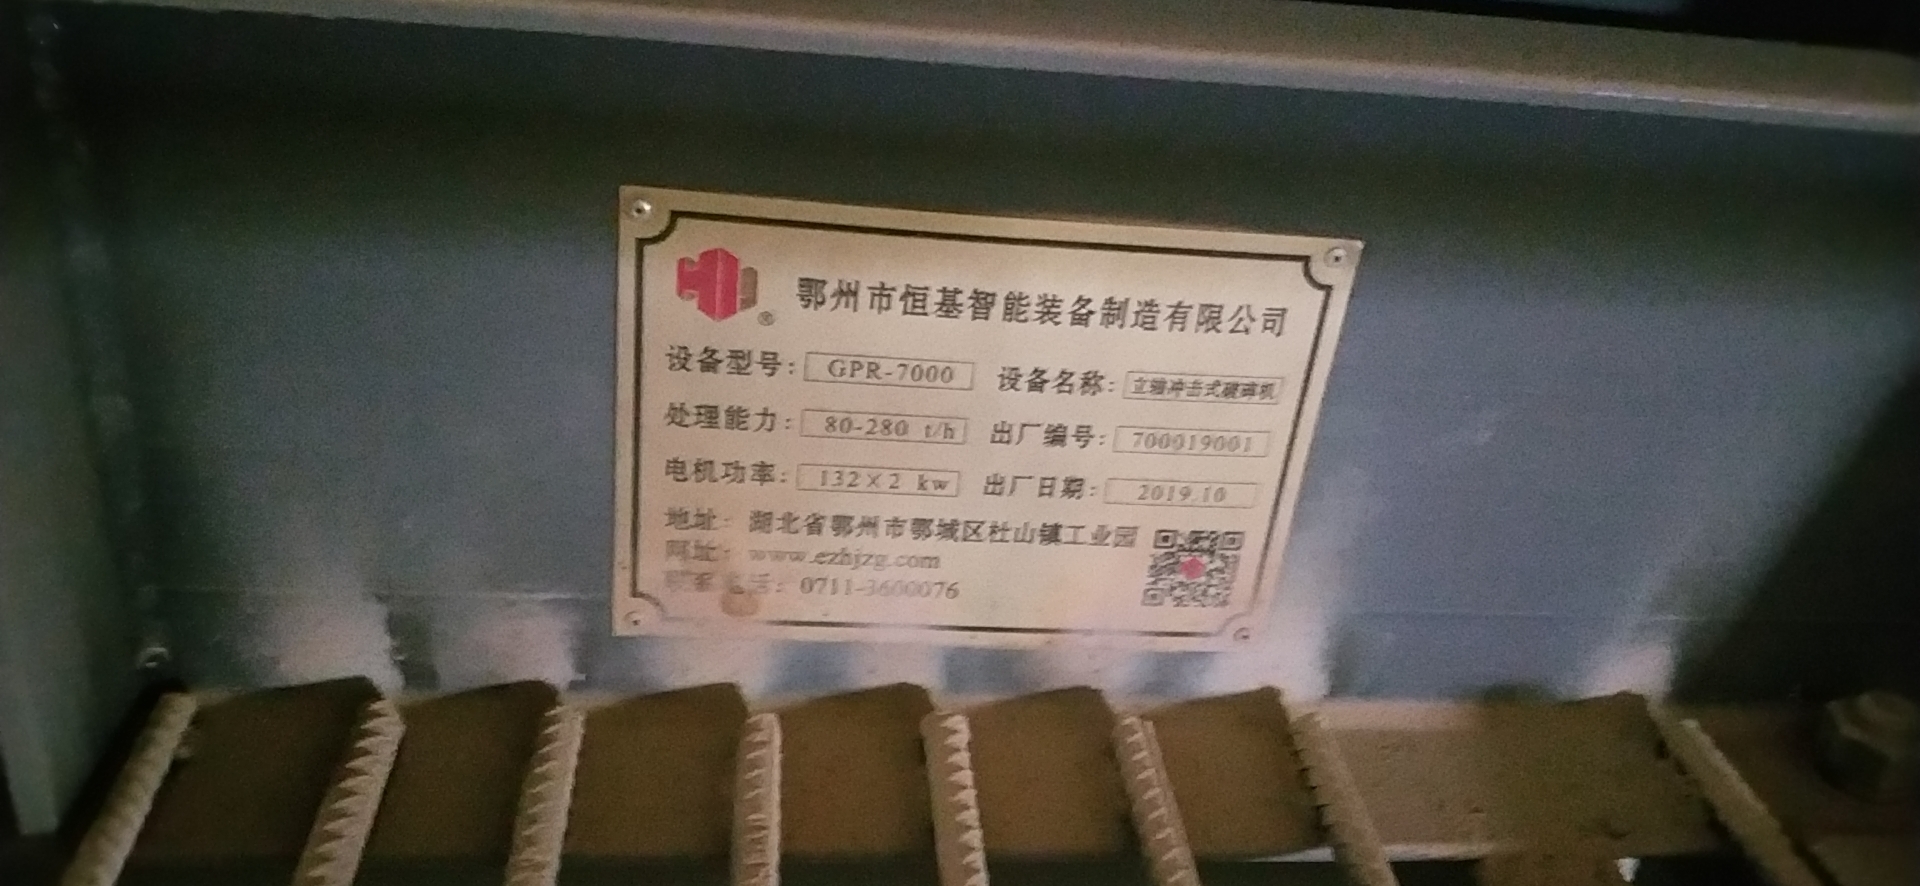 ®
鄂州市恒基智能装备制造有限公司
设备型号: GPR-7000 设备名称: 立轴冲击式破碎机
处理能力: 80-280 t/h 出厂编号: 700019001
电机功率: 132×2 kw 出厂日期: 2019.10
地址: 湖北省鄂州市鄂城区杜山镇工业园
网址: www.ezhjzg.com
联系电话: 0711-3600076